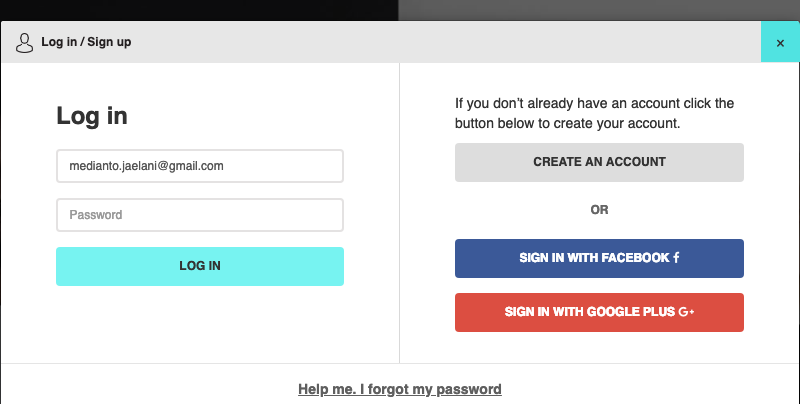 Log in / Sign up
×
Log in
medianto.jaelani@gmail.com
Password
LOG IN
If you don't already have an account click the
button below to create your account.
CREATE AN ACCOUNT
OR
SIGN IN WITH FACEBOOK f
SIGN IN WITH GOOGLE PLUS G+
Help me. I forgot my password